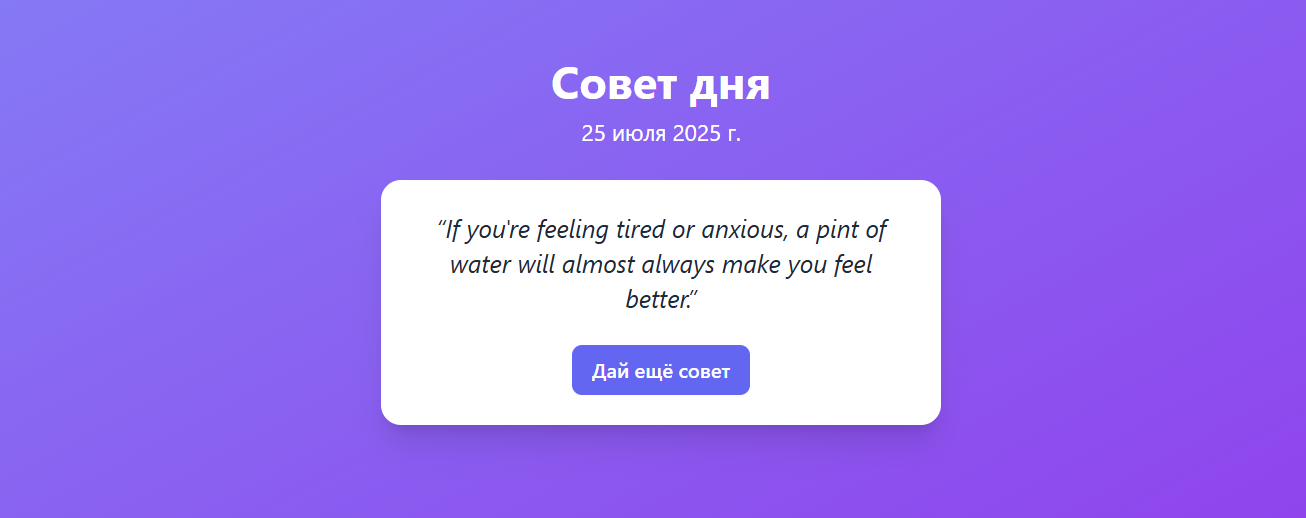 Совет дня
25 июля 2025 г.
“If you're feeling tired or anxious, a pint of
water will almost always make you feel
better.”
Дай ещё совет